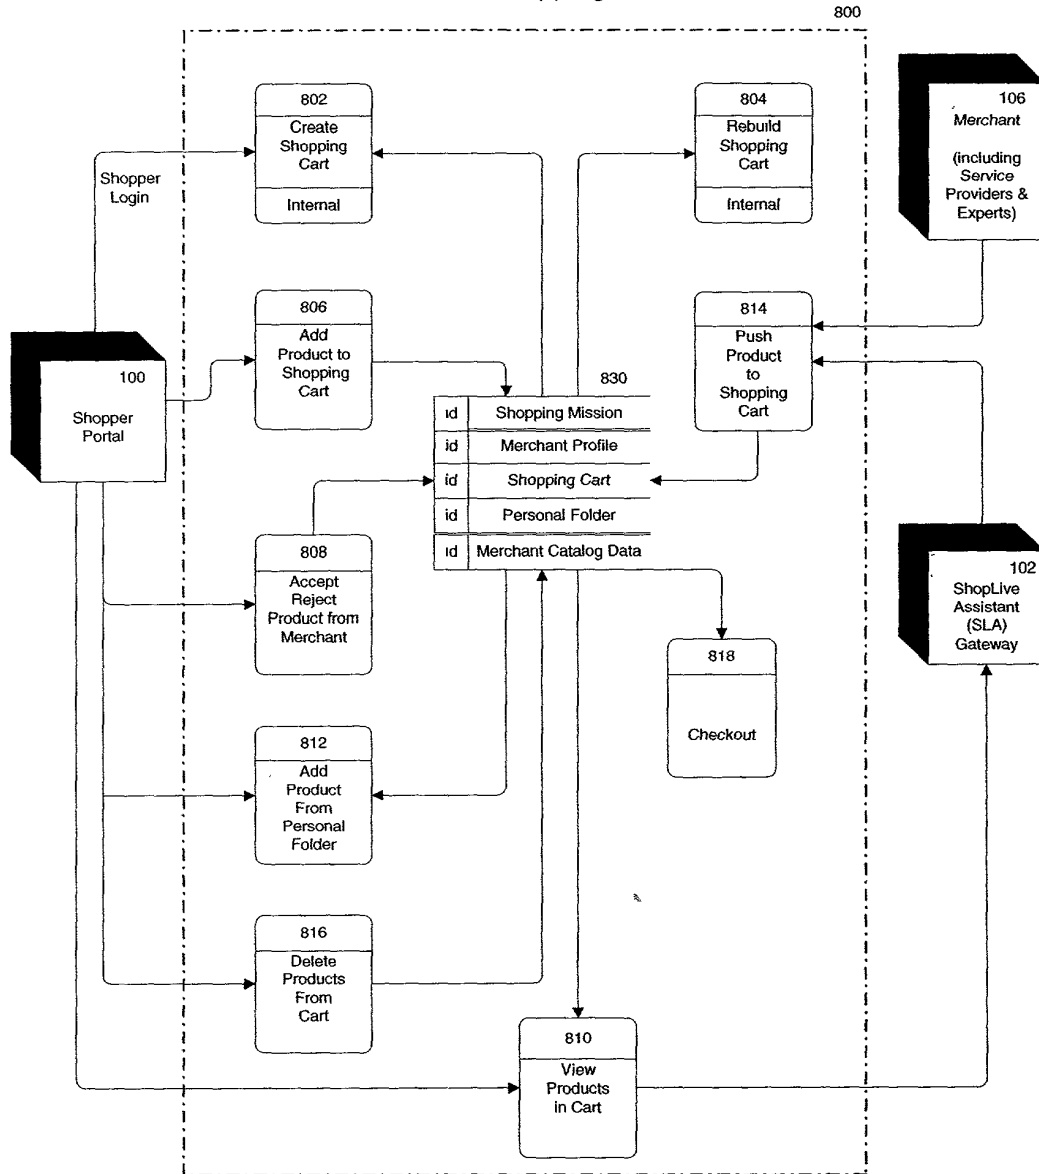 800
802
Create
Shopping
Cart
Internal
804
Rebuild
Shopping
Cart
Internal
106
Merchant
(including
Service
Providers &
Experts)
Shopper
Login
806
Add
Product to
Shopping
Cart
814
Push
Product
to
Shopping
Cart
100
Shopper
Portal
830
id Shopping Mission
id Merchant Profile
id Shopping Cart
id Personal Folder
id Merchant Catalog Data
808
Accept
Reject
Product from
Merchant
102
ShopLive
Assistant
(SLA)
Gateway
818
Checkout
812
Add
Product
From
Personal
Folder
816
Delete
Products
From
Cart
810
View
Products
in Cart